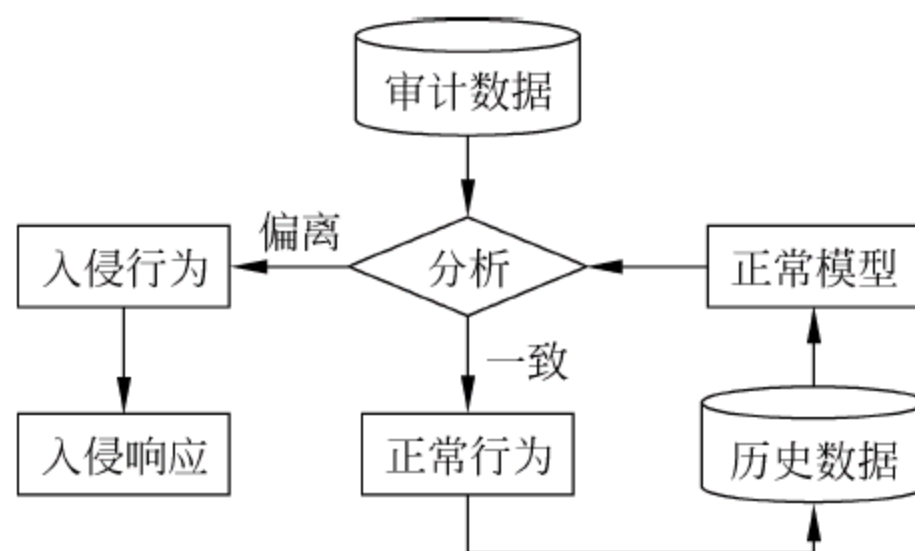 审计数据
偏离
入侵行为
分析
正常模型
一致
入侵响应
正常行为
历史数据